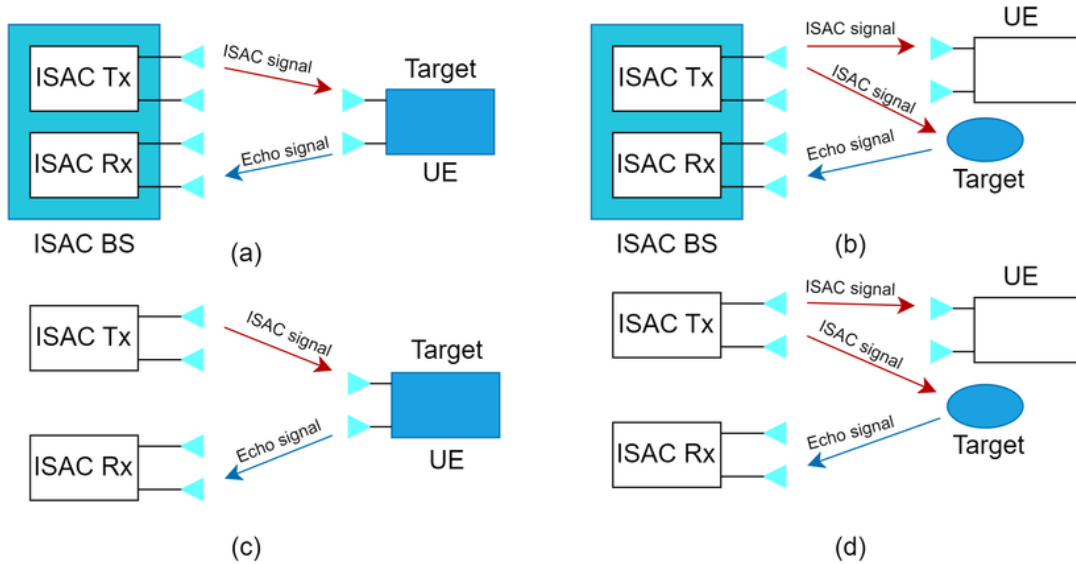 ISAC Tx
ISAC signal
Target
ISAC Rx
Echo signal
UE
ISAC BS
(a)
UE
ISAC signal
ISAC Tx
ISAC signal
ISAC Rx
Echo signal
Target
ISAC BS
(b)
ISAC Tx
ISAC signal
Target
Echo signal
ISAC Rx
UE
(c)
UE
ISAC signal
ISAC Tx
ISAC signal
Echo signal
Target
ISAC Rx
(d)